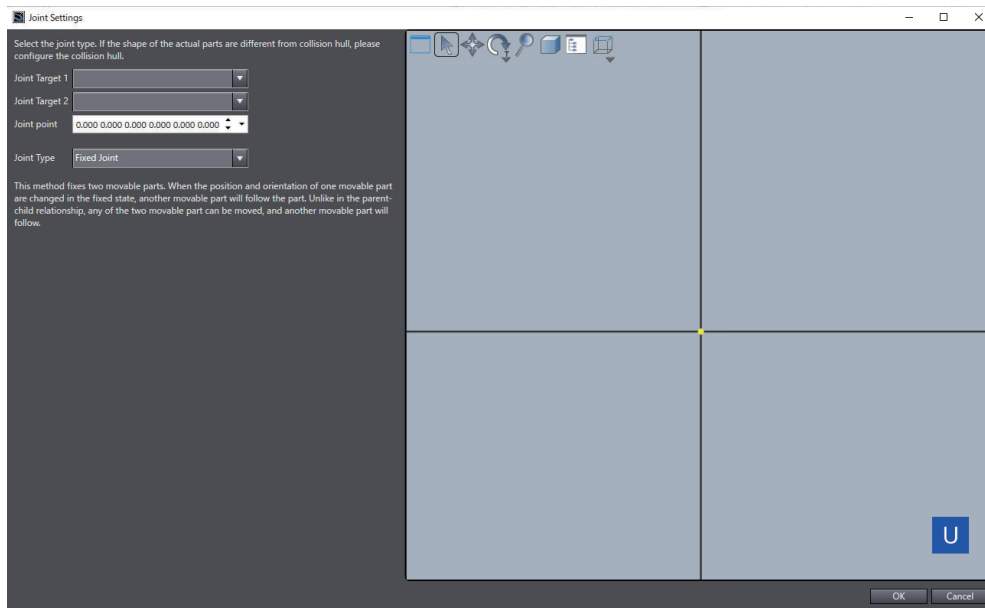 Joint Settings
Select the joint type. If the shape of the actual parts are different from collision hull, please
configure the collision hull.
Joint Target 1
Joint Target 2
Joint point 0.000 0.000 0.000 0.000 0.000 0.000
Joint Type Fixed Joint
This method fixes two movable parts. When the position and orientation of one movable part
are changed in the fixed state, another movable part will follow the part. Unlike in the parent-
child relationship, any of the two movable part can be moved, and another movable part will
follow.
U
OK Cancel